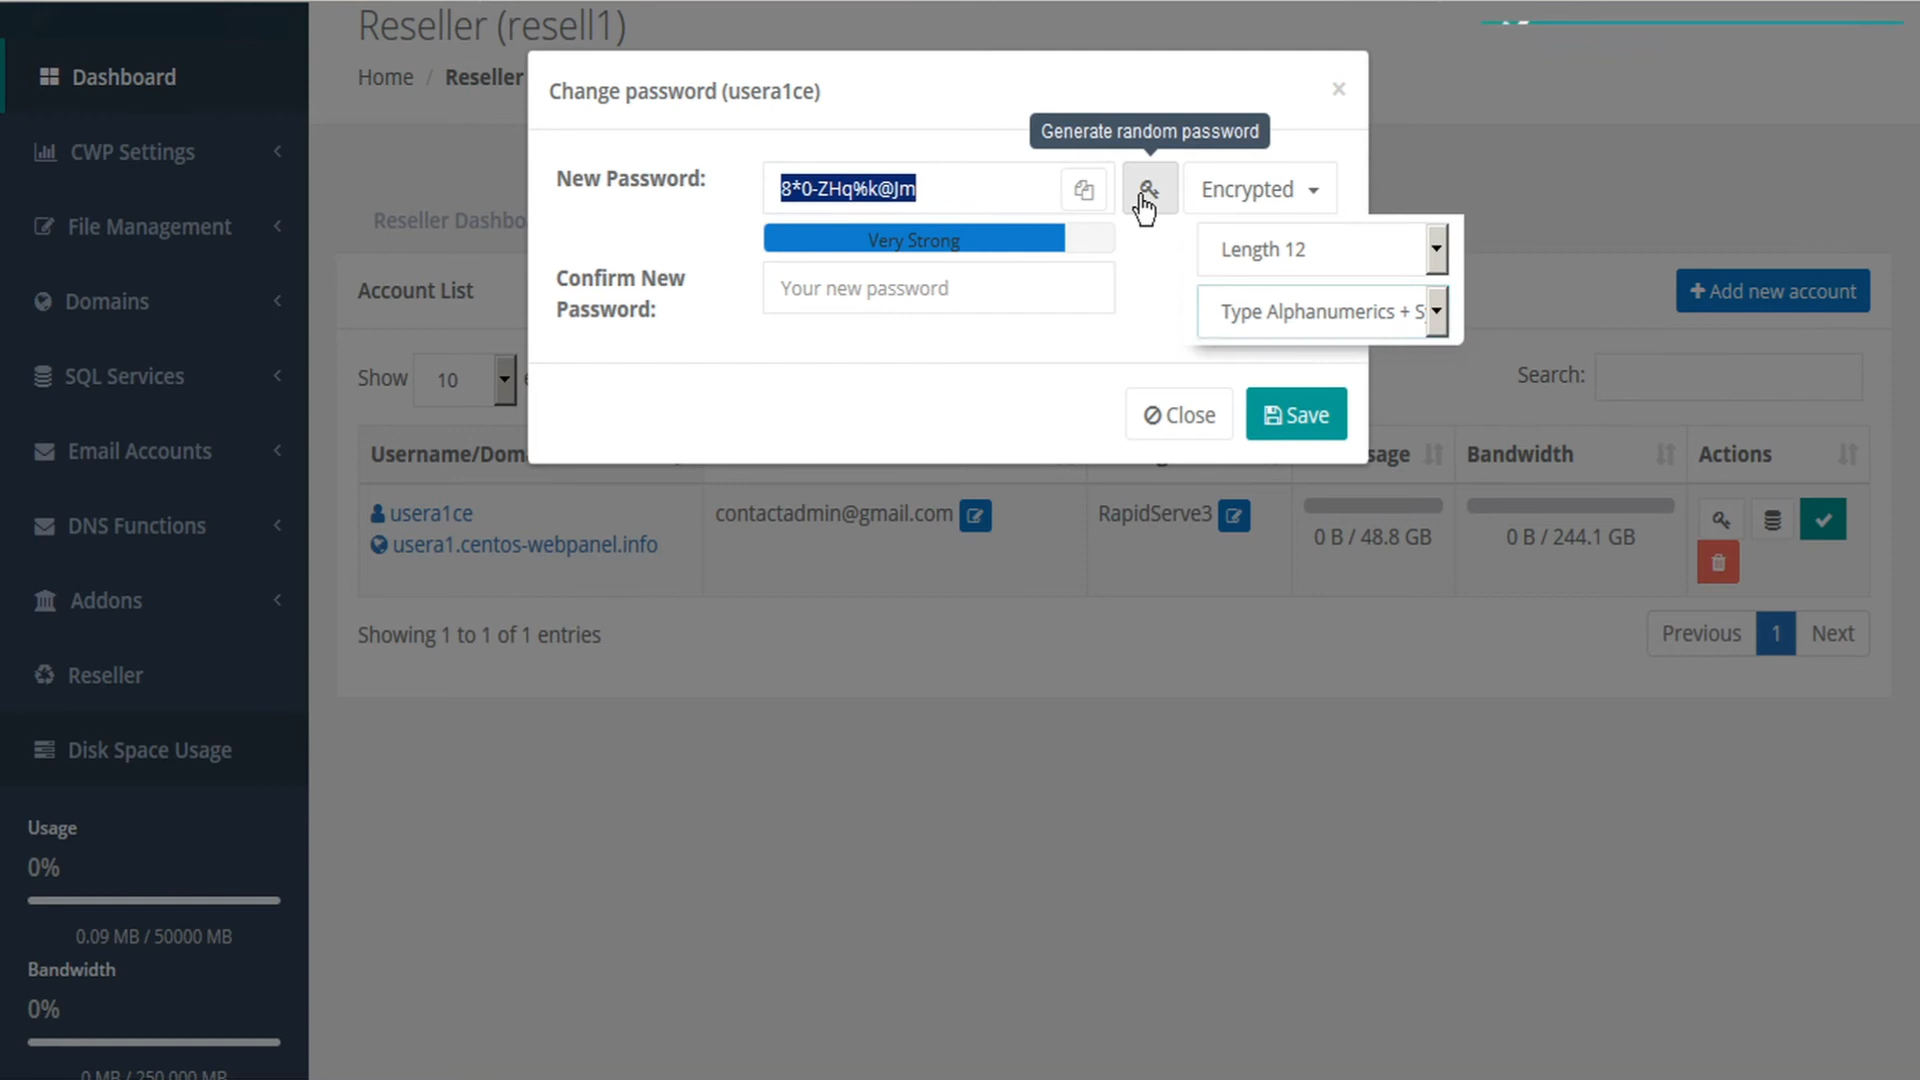 Reseller (resell1)
Home / Reseller
Dashboard
CWP Settings
File Management
Domains
SQL Services
Email Accounts
DNS Functions
Addons
Reseller
Disk Space Usage
Usage
0%
0.09 MB / 50000 MB
Bandwidth
0%
0 MB / 250 000 MB
Change password (usera1ce)
×
Generate random password
New Password:
8*0-ZHq%k@Jm
Encrypted
Very Strong
Length 12
Confirm New
Password:
Your new password
Type Alphanumerics + S
Close
Save
Reseller Dashbo
Account List
Add new account
Show 10
Search:
Username/Dom
sage
Bandwidth
Actions
usera1ce
usera1.centos-webpanel.info
contactadmin@gmail.com
RapidServe3
0 B / 48.8 GB
0 B / 244.1 GB
Showing 1 to 1 of 1 entries
Previous 1 Next